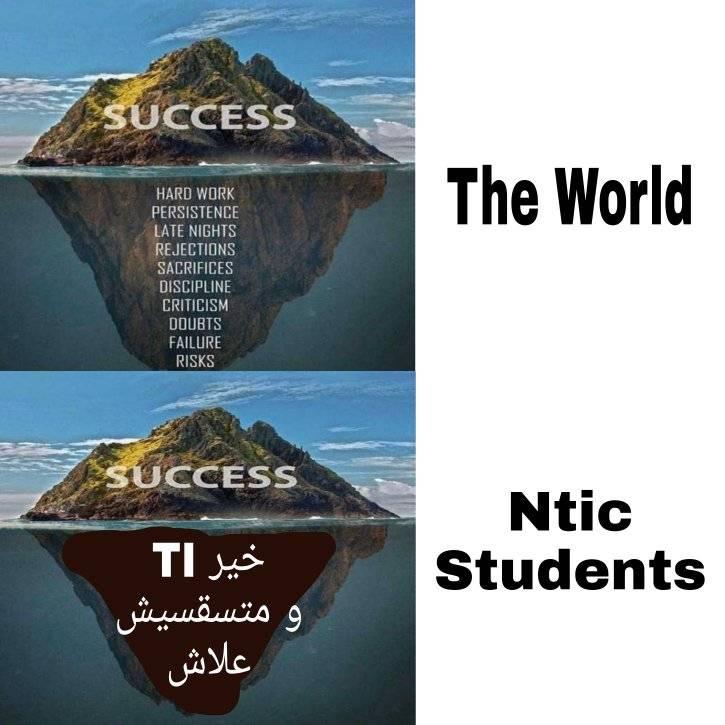 SUCCESS
HARD WORK
PERSISTENCE
LATE NIGHTS
REJECTIONS
SACRIFICES
DISCIPLINE
CRITICISM
DOUBTS
FAILURE
RISKS
The World
SUCCESS
خير TI
و متسقسيش
علاش
Ntic
Students